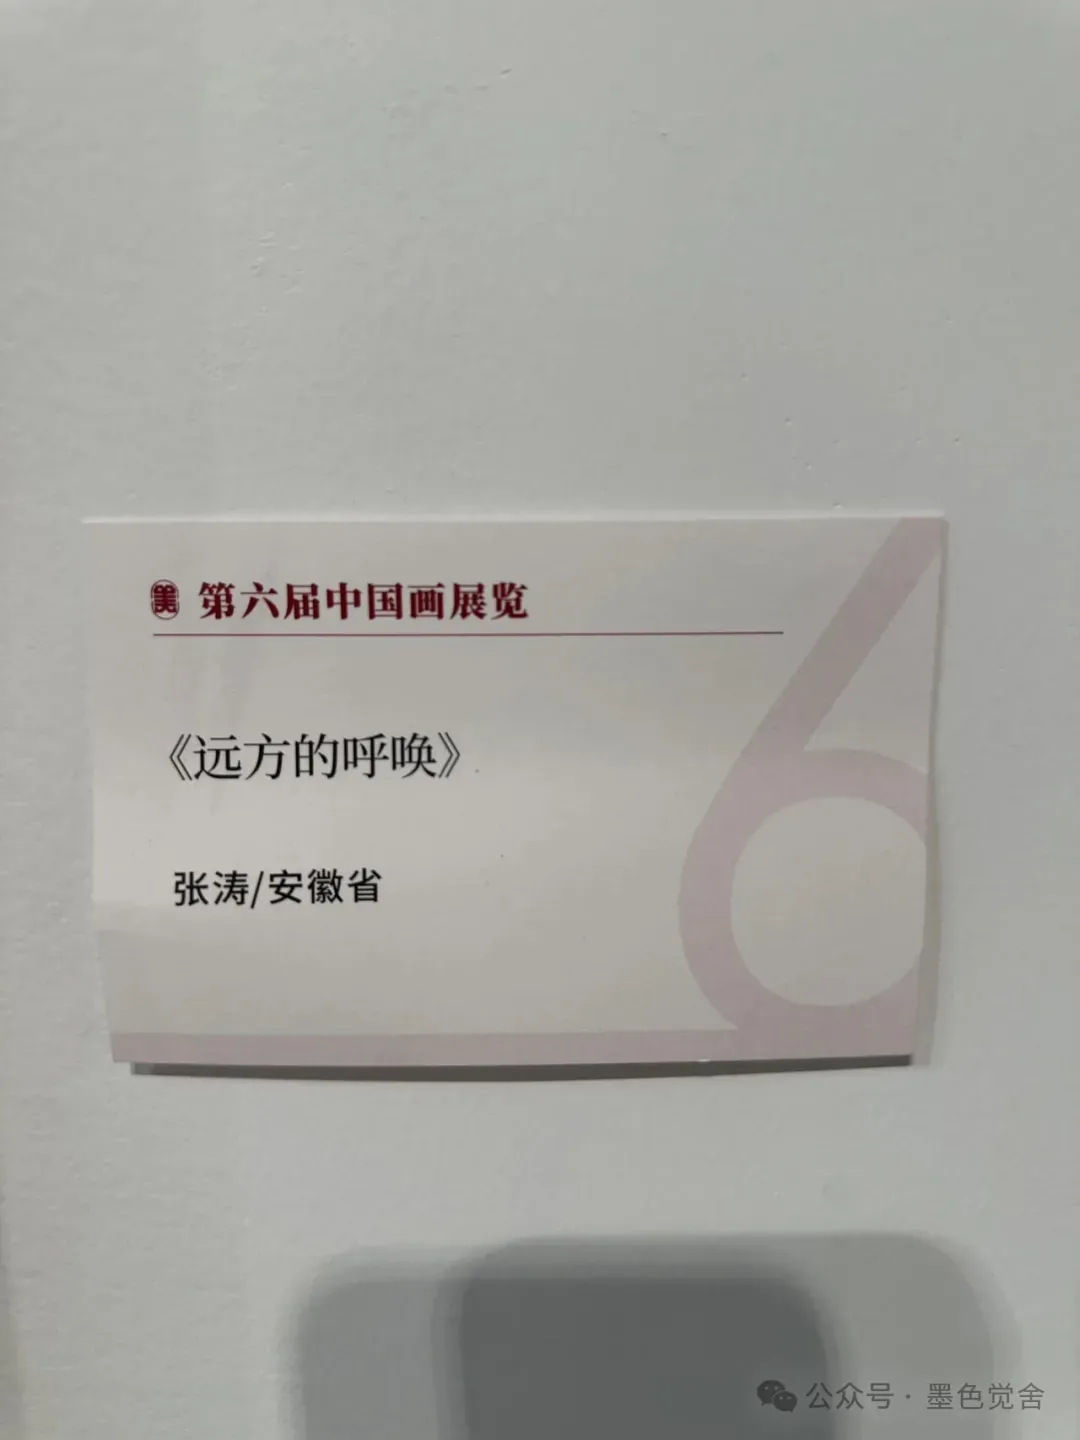 美 第六届中国画展览
《远方的呼唤》
张涛/安徽省
6
公众号·墨色觉舍